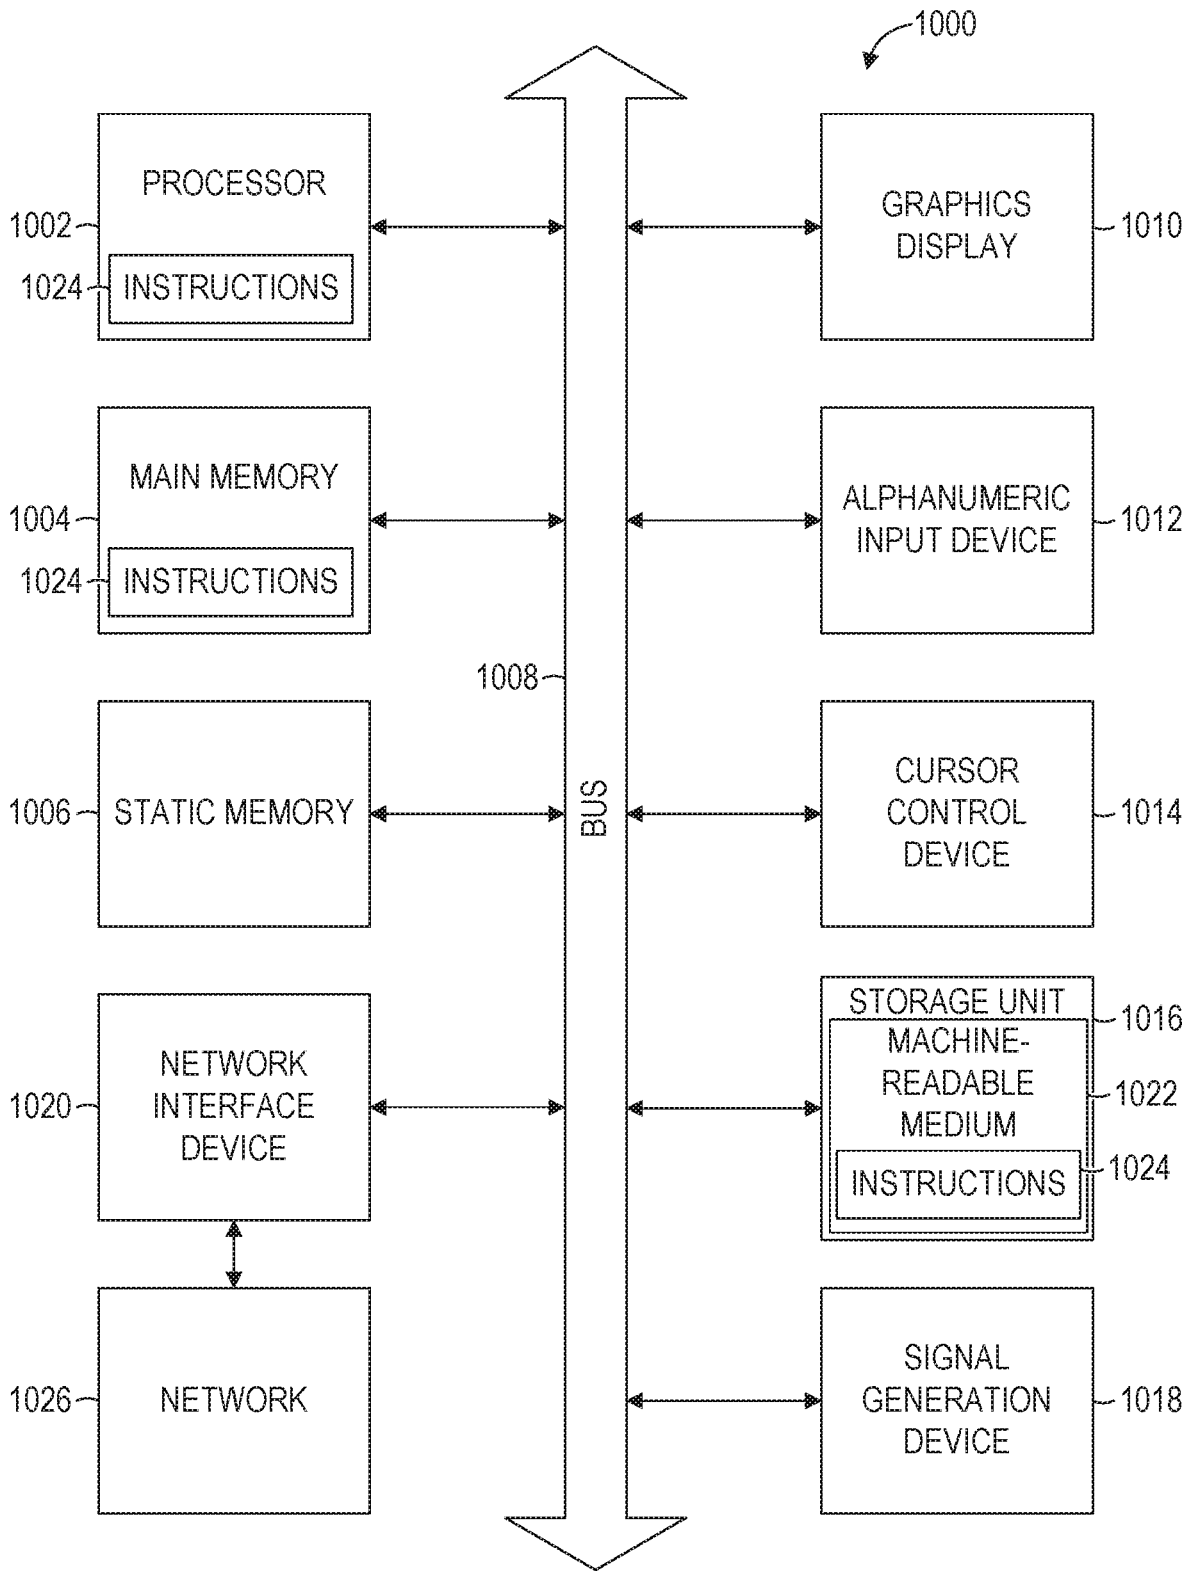 1000
PROCESSOR
1002
1024
INSTRUCTIONS
GRAPHICS
DISPLAY
1010
MAIN MEMORY
1004
1024
INSTRUCTIONS
ALPHANUMERIC
INPUT DEVICE
1012
1008
BUS
STATIC MEMORY
1006
CURSOR
CONTROL
DEVICE
1014
NETWORK
INTERFACE
DEVICE
1020
STORAGE UNIT
1016
MACHINE-
READABLE
MEDIUM
1022
1024
INSTRUCTIONS
NETWORK
1026
SIGNAL
GENERATION
DEVICE
1018